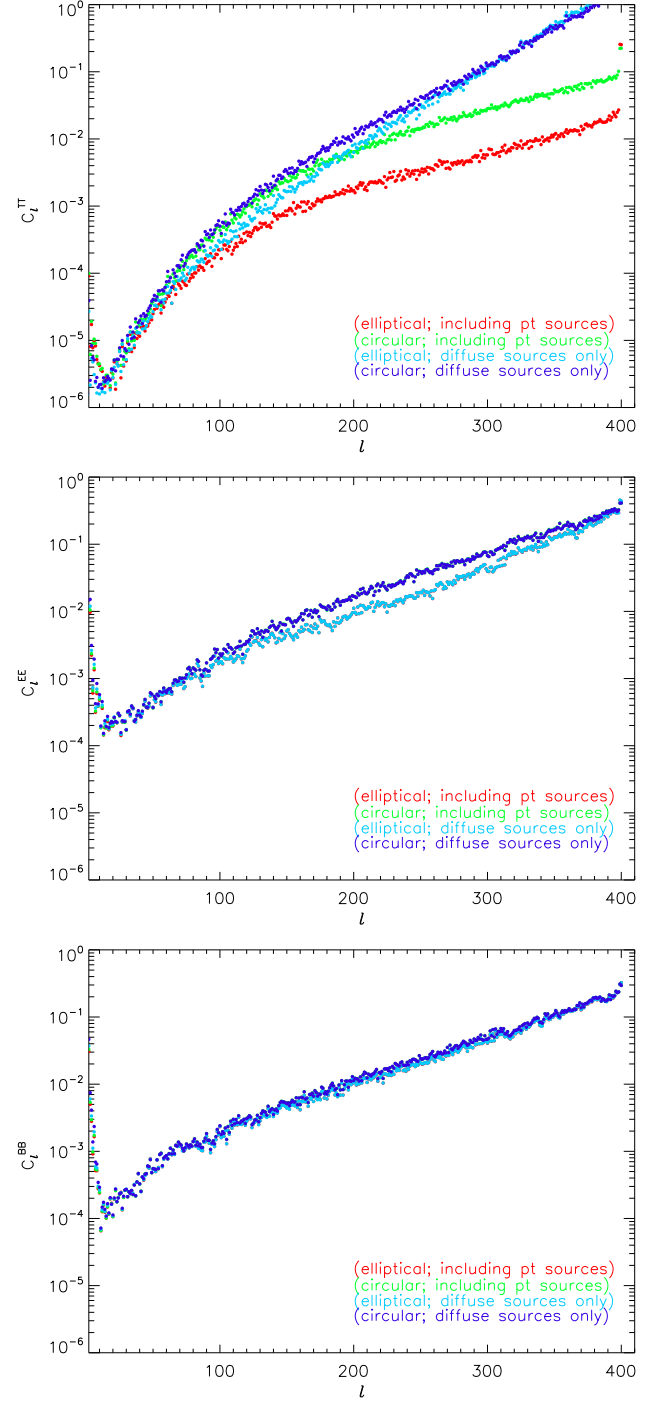 10⁰
10⁻¹
10⁻²
10⁻³
10⁻⁴
10⁻⁵
10⁻⁶
C_l^TT
(elliptical; including pt sources)
(circular; including pt sources)
(elliptical; diffuse sources only)
(circular; diffuse sources only)
100 200 300 400
l
10⁰
10⁻¹
10⁻²
10⁻³
10⁻⁴
10⁻⁵
10⁻⁶
C_l^EE
(elliptical; including pt sources)
(circular; including pt sources)
(elliptical; diffuse sources only)
(circular; diffuse sources only)
100 200 300 400
l
10⁰
10⁻¹
10⁻²
10⁻³
10⁻⁴
10⁻⁵
10⁻⁶
C_l^BB
(elliptical; including pt sources)
(circular; including pt sources)
(elliptical; diffuse sources only)
(circular; diffuse sources only)
100 200 300 400
l